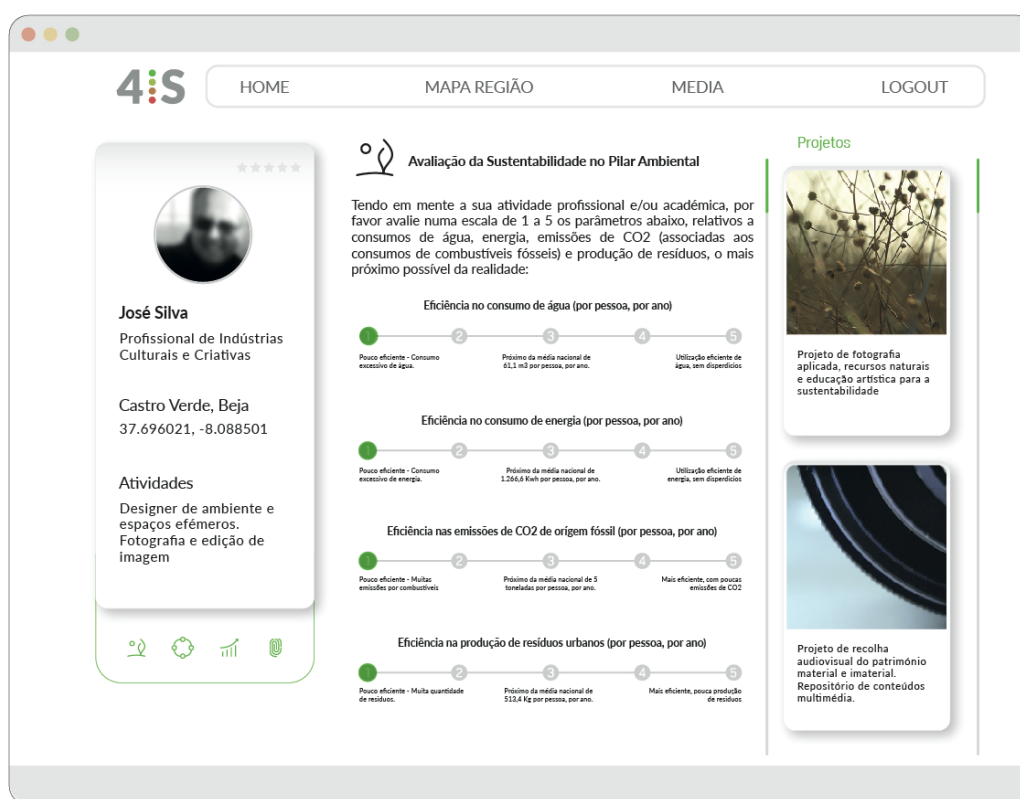 4 S
HOME
MAPA REGIÃO
MEDIA
LOGOUT
José Silva
Profissional de Indústrias
Culturais e Criativas
Castro Verde, Beja
37.696021, -8.088501
Atividades
Designer de ambiente e
espaços efémeros.
Fotografia e edição de
imagem
Avaliação da Sustentabilidade no Pilar Ambiental
Tendo em mente a sua atividade profissional e/ou académica, por
favor avalie numa escala de 1 a 5 os parâmetros abaixo, relativos a
consumos de água, energia, emissões de CO2 (associadas aos
consumos de combustíveis fósseis) e produção de resíduos, o mais
próximo possível da realidade:
Eficiência no consumo de água (por pessoa, por ano)
1 2 3 4 5
Pouco eficiente - Consumo
excessivo de água.
Próximo da média nacional de
61,1 m3 por pessoa, por ano.
Utilização eficiente de
água, sem disperdícios
Eficiência no consumo de energia (por pessoa, por ano)
1 2 3 4 5
Pouco eficiente - Consumo
excessivo de energia.
Próximo da média nacional de
1.266,6 Kwh por pessoa, por ano.
Utilização eficiente de
energia, sem disperdícios
Eficiência nas emissões de CO2 de orígem fóssil (por pessoa, por ano)
1 2 3 4 5
Pouco eficiente - Muitas
emissões por combustíveis
Próximo da média nacional de 5
toneladas por pessoa, por ano.
Mais eficiente, com poucas
emissões de CO2
Eficiência na produção de resíduos urbanos (por pessoa, por ano)
1 2 3 4 5
Pouco eficiente - Muita quantidade
de resíduos.
Próximo da média nacional de
513,4 Kg por pessoa, por ano.
Mais eficiente, pouca produção
de resíduos
Projetos
Projeto de fotografia
aplicada, recursos naturais
e educação artística para a
sustentabilidade
Projeto de recolha
audiovisual do património
material e imaterial.
Repositório de conteúdos
multimédia.